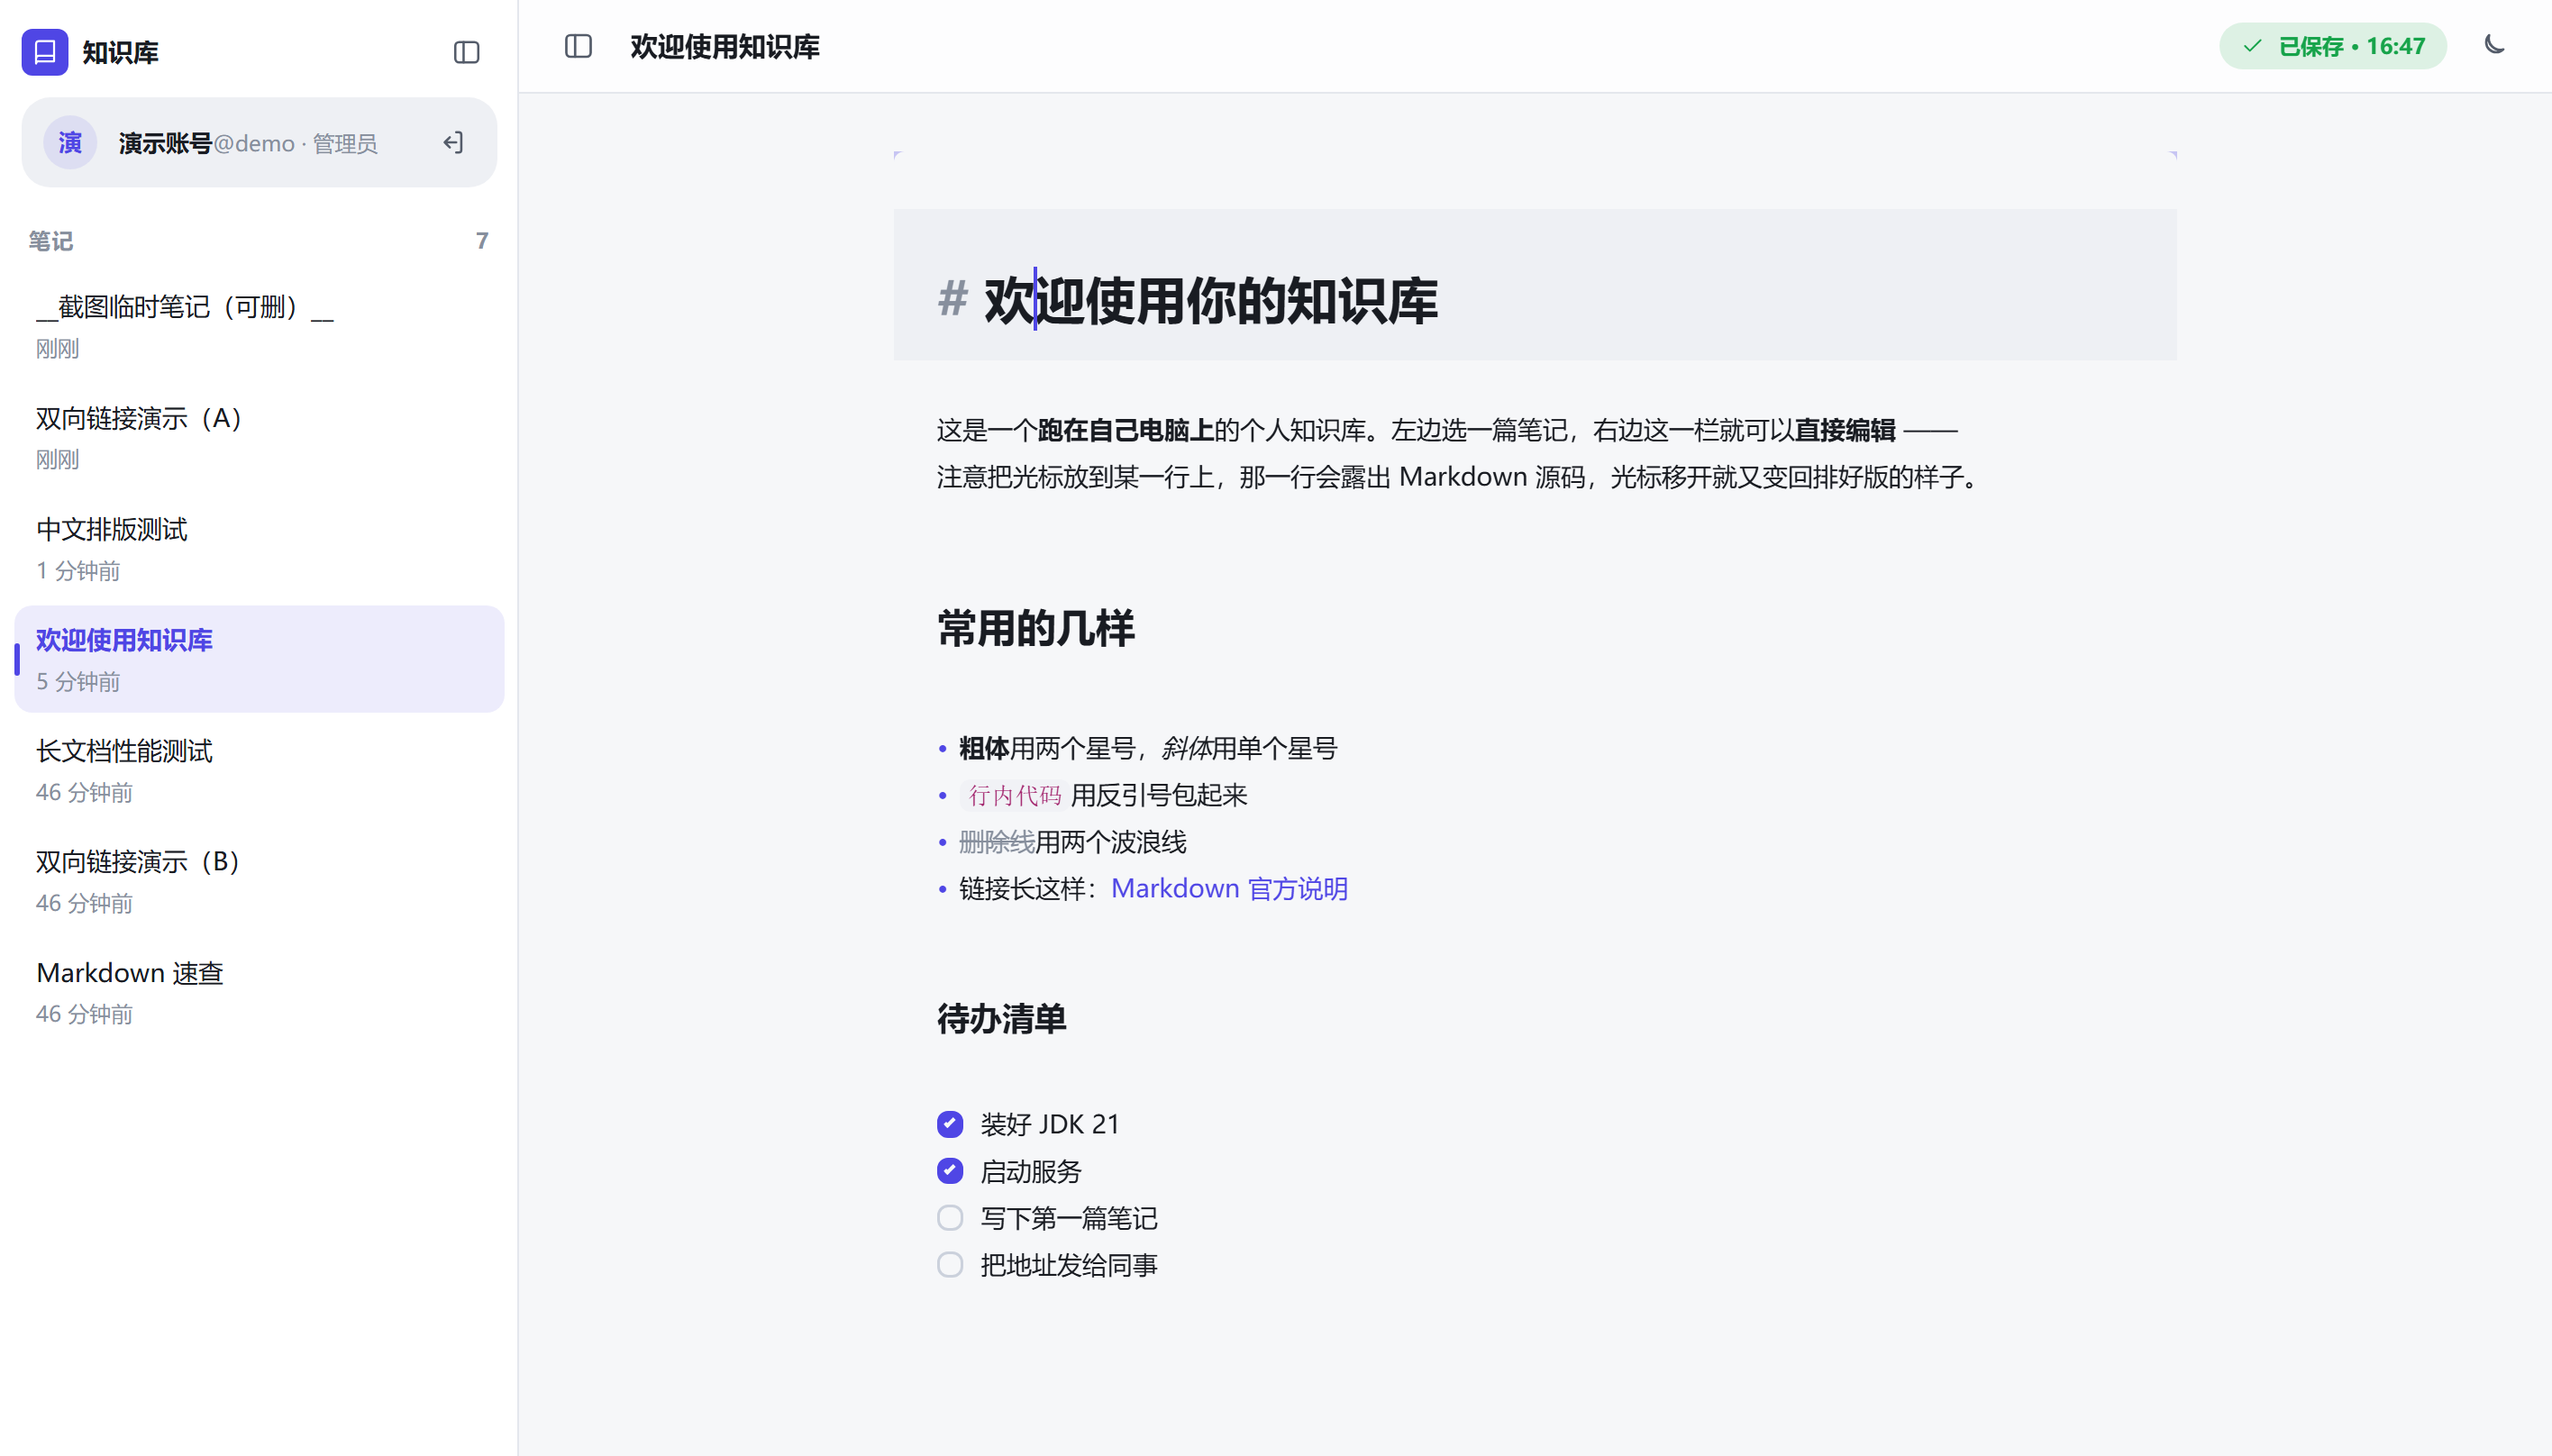 知识库
演 演示账号@demo · 管理员
笔记 7
__截图临时笔记（可删）__
刚刚
双向链接演示（A）
刚刚
中文排版测试
1 分钟前
欢迎使用知识库
5 分钟前
长文档性能测试
46 分钟前
双向链接演示（B）
46 分钟前
Markdown 速查
46 分钟前
欢迎使用知识库
已保存 • 16:47
# 欢迎使用你的知识库
这是一个跑在自己电脑上的个人知识库。左边选一篇笔记，右边这一栏就可以直接编辑 ——
注意把光标放到某一行上，那一行会露出 Markdown 源码，光标移开就又变回排好版的样子。
常用的几样
• 粗体用两个星号，斜体用单个星号
• 行内代码 用反引号包起来
• 删除线用两个波浪线
• 链接长这样：Markdown 官方说明
待办清单
装好 JDK 21
启动服务
写下第一篇笔记
把地址发给同事